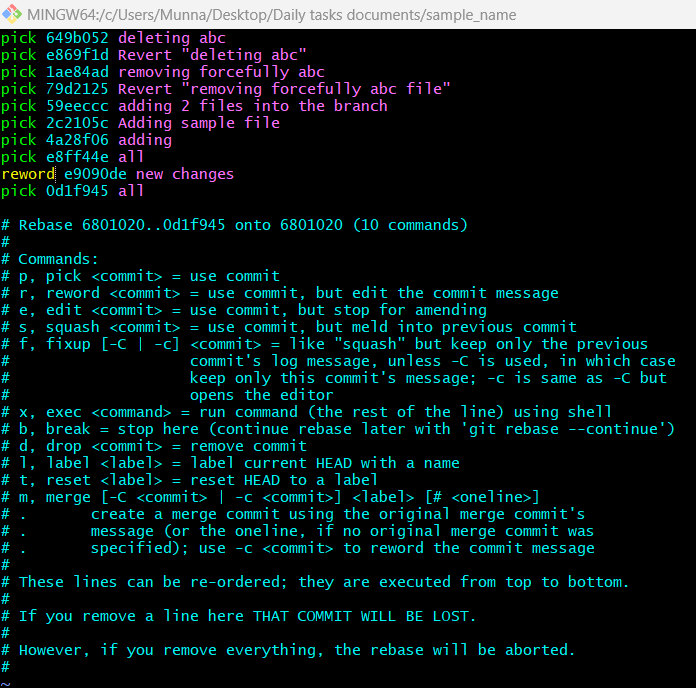 MINGW64:/c/Users/Munna/Desktop/Daily tasks documents/sample_name
pick 649b052 deleting abc
pick e869f1d Revert "deleting abc"
pick 1ae84ad removing forcefully abc
pick 79d2125 Revert "removing forcefully abc file"
pick 59eeccc adding 2 files into the branch
pick 2c2105c Adding sample file
pick 4a28f06 adding
pick e8ff44e all
reword e9090de new changes
pick 0d1f945 all

# Rebase 6801020..0d1f945 onto 6801020 (10 commands)
#
# Commands:
# p, pick <commit> = use commit
# r, reword <commit> = use commit, but edit the commit message
# e, edit <commit> = use commit, but stop for amending
# s, squash <commit> = use commit, but meld into previous commit
# f, fixup [-C | -c] <commit> = like "squash" but keep only the previous
#                    commit's log message, unless -C is used, in which case
#                    keep only this commit's message; -c is same as -C but
#                    opens the editor
# x, exec <command> = run command (the rest of the line) using shell
# b, break = stop here (continue rebase later with 'git rebase --continue')
# d, drop <commit> = remove commit
# l, label <label> = label current HEAD with a name
# t, reset <label> = reset HEAD to a label
# m, merge [-C <commit> | -c <commit>] <label> [# <oneline>]
# .       create a merge commit using the original merge commit's
# .       message (or the oneline, if no original merge commit was
# .       specified); use -c <commit> to reword the commit message
#
# These lines can be re-ordered; they are executed from top to bottom.
#
# If you remove a line here THAT COMMIT WILL BE LOST.
#
# However, if you remove everything, the rebase will be aborted.
#
~